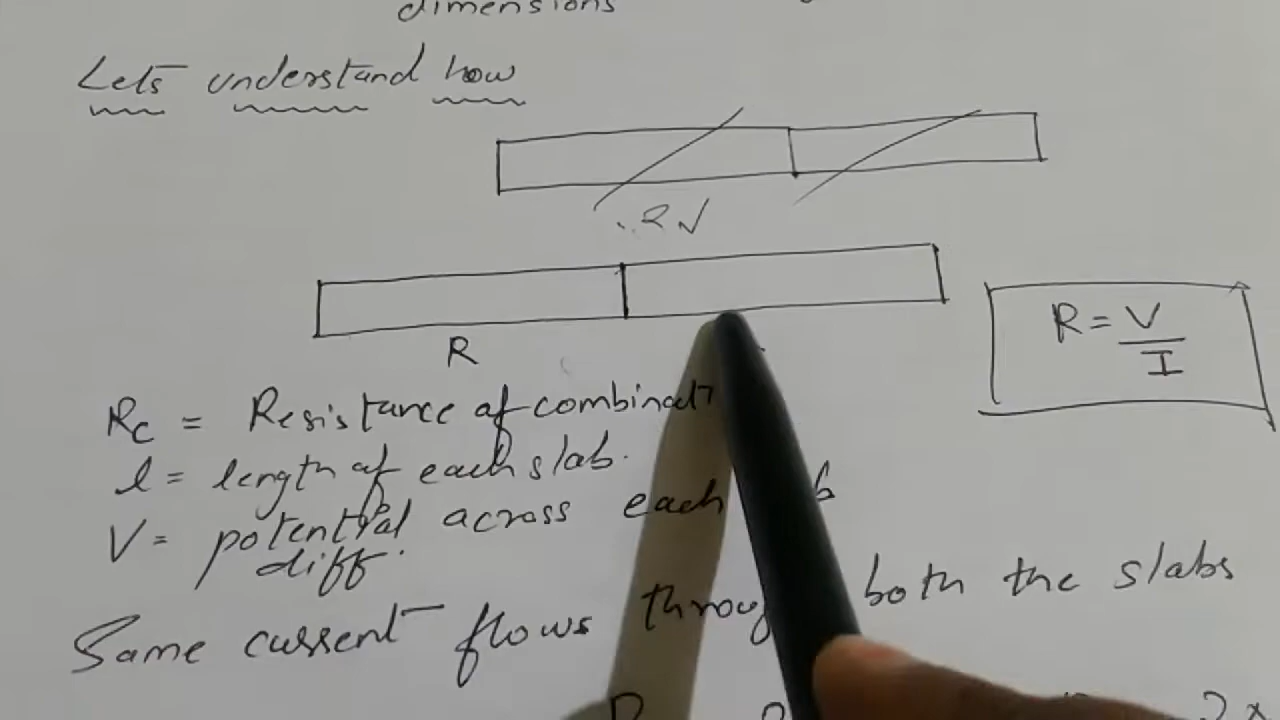 dimensions
Lets understand how
2V
R
R = V
I
Rc = Resistance of
l = length of each slab.
V = potential across each
diff.
Same current flows both the slabs